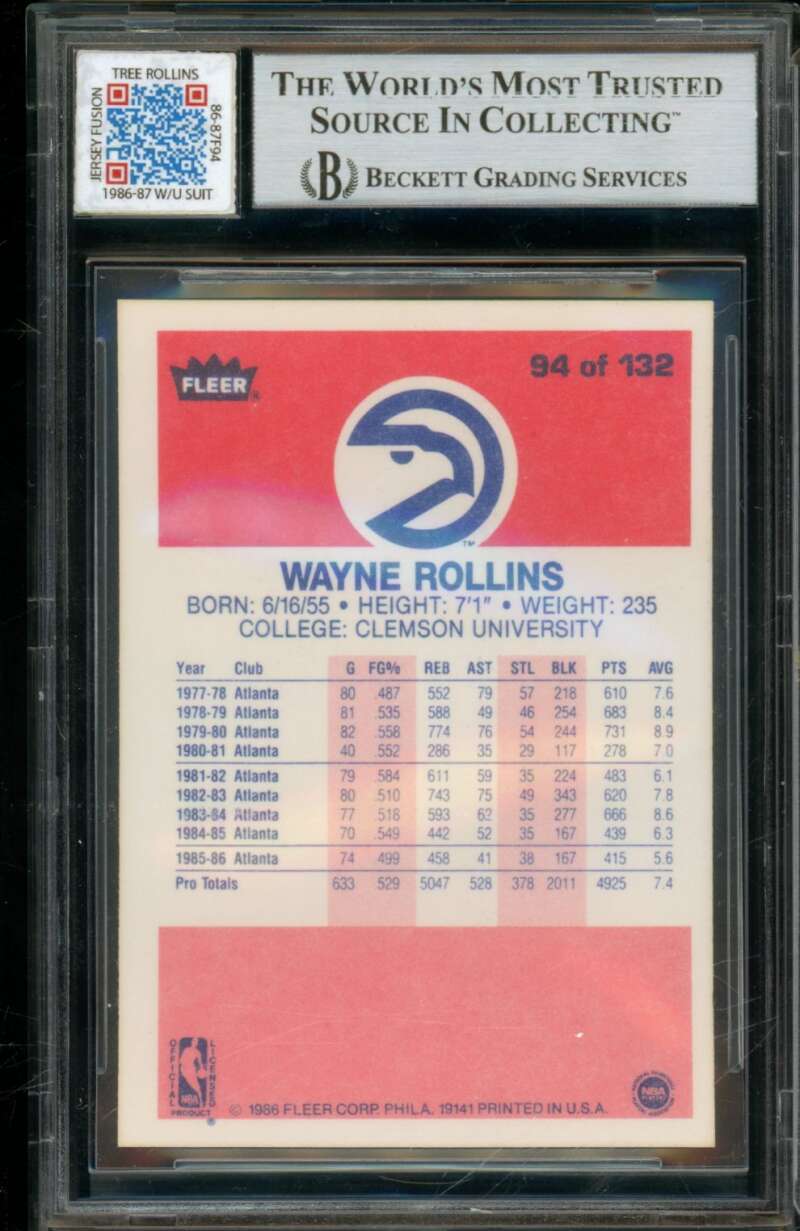 TREE ROLLINS
JERSEY FUSION
86-87F94
1986-87 W/U SUIT
THE WORLD'S MOST TRUSTED
SOURCE IN COLLECTING™
B BECKETT GRADING SERVICES
FLEER ®
94 of 132
TM
WAYNE ROLLINS
BORN: 6/16/55 • HEIGHT: 7'1" • WEIGHT: 235
COLLEGE: CLEMSON UNIVERSITY
Year Club G FG% REB AST STL BLK PTS AVG
1977-78 Atlanta 80 .487 552 79 57 218 610 7.6
1978-79 Atlanta 81 .535 588 49 46 254 683 8.4
1979-80 Atlanta 82 .558 774 76 54 244 731 8.9
1980-81 Atlanta 40 .552 286 35 29 117 278 7.0
1981-82 Atlanta 79 .584 611 59 35 224 483 6.1
1982-83 Atlanta 80 .510 743 75 49 343 620 7.8
1983-84 Atlanta 77 .518 593 62 35 277 666 8.6
1984-85 Atlanta 70 .549 442 52 35 167 439 6.3
1985-86 Atlanta 74 .499 458 41 38 167 415 5.6
Pro Totals 633 .529 5047 528 378 2011 4925 7.4
OFFICIAL LICENSED
NBA
PRODUCT ®
© 1986 FLEER CORP. PHILA. 19141 PRINTED IN U.S.A.
NBA